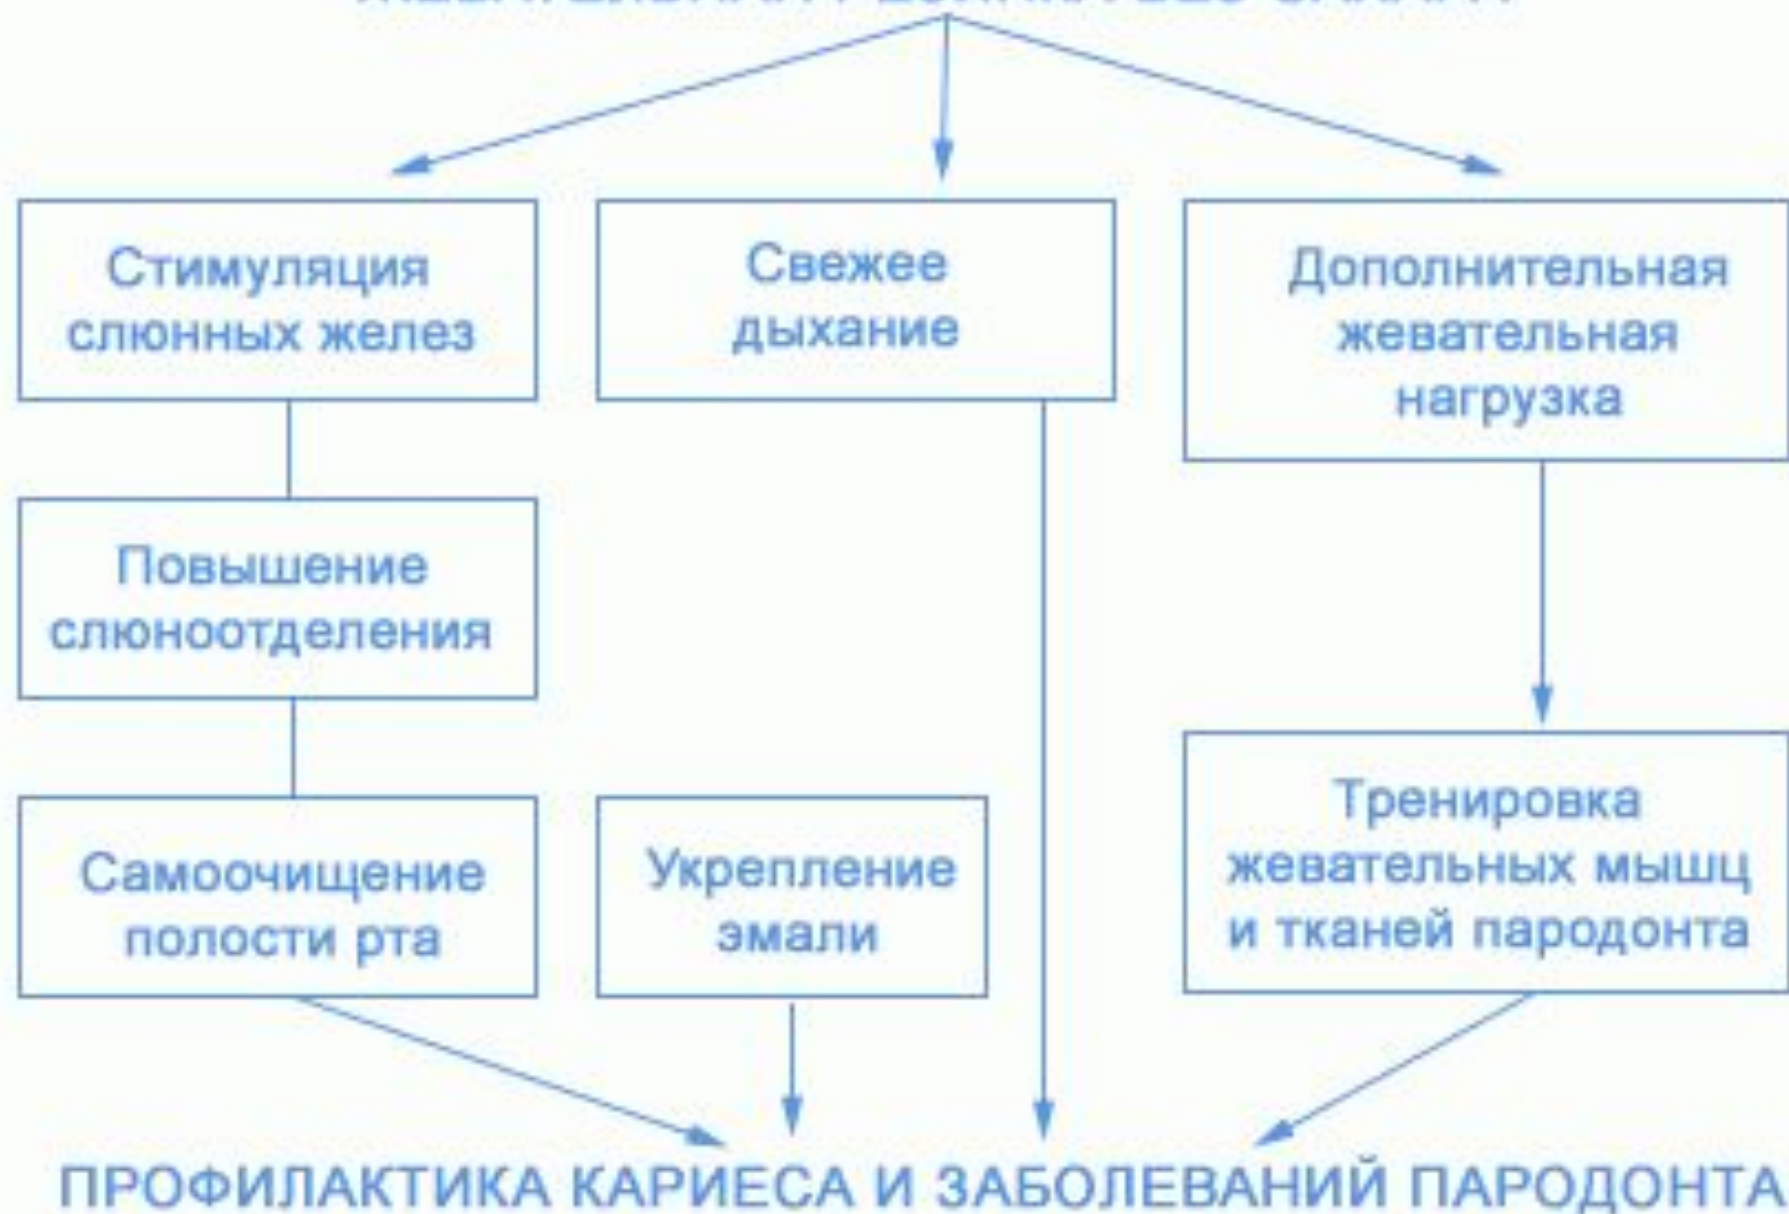 Стимуляция
слюнных желез
Свежее
дыхание
Дополнительная
жевательная
нагрузка
Повышение
слюноотделения
Самоочищение
полости рта
Укрепление
эмали
Тренировка
жевательных мышц
и тканей пародонта
ПРОФИЛАКТИКА КАРИЕСА И ЗАБОЛЕВАНИЙ ПАРОДОНТА